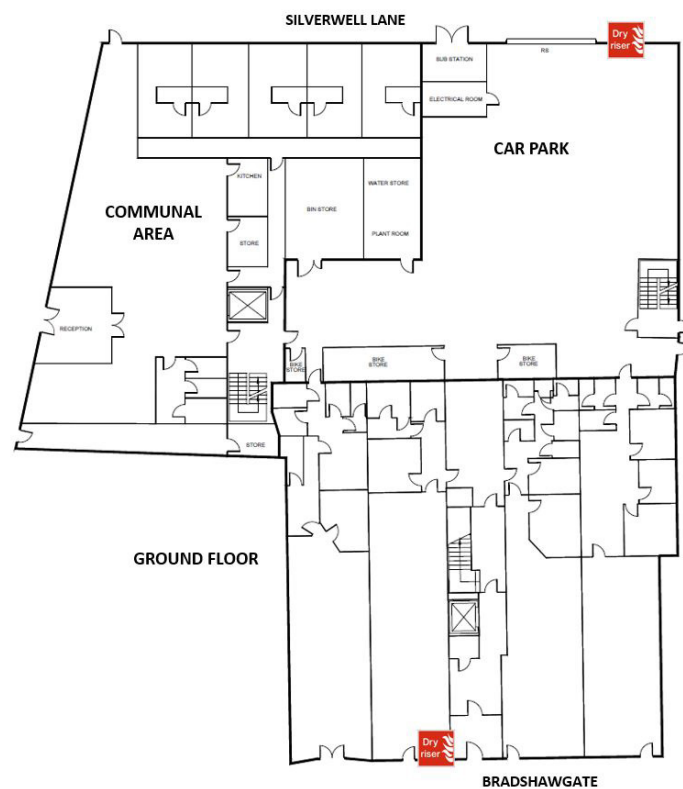 SILVERWELL LANE
Dry
riser
RS
SUB STATION
ELECTRICAL ROOM
CAR PARK
KITCHEN
WATER STORE
COMMUNAL
AREA
BIN STORE
STORE
PLANT ROOM
RECEPTION
BIKE
STORE
BIKE
STORE
BIKE
STORE
STORE
GROUND FLOOR
Dry
riser
BRADSHAWGATE